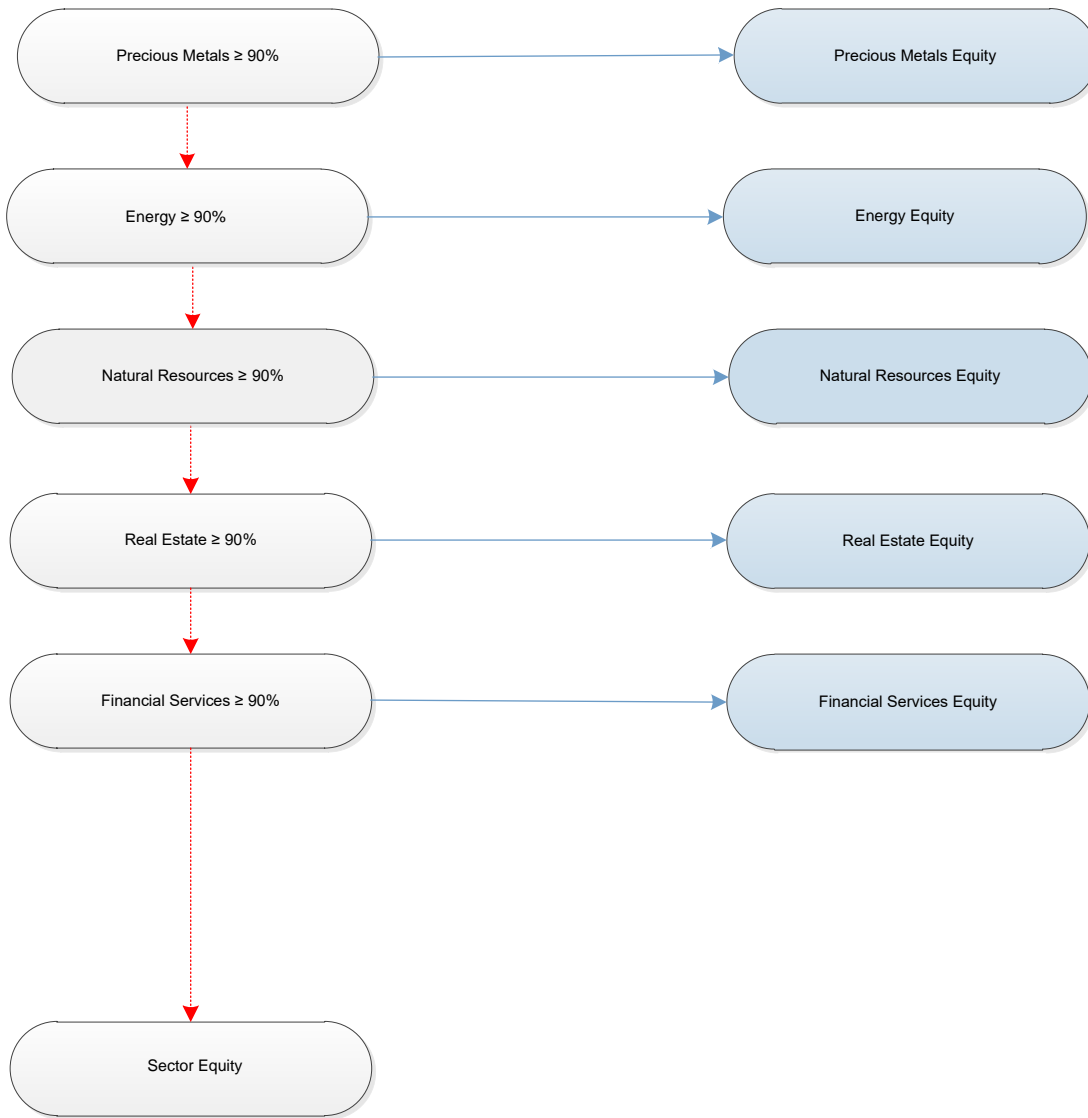 Precious Metals ≥ 90%
Precious Metals Equity
Energy ≥ 90%
Energy Equity
Natural Resources ≥ 90%
Natural Resources Equity
Real Estate ≥ 90%
Real Estate Equity
Financial Services ≥ 90%
Financial Services Equity
Sector Equity